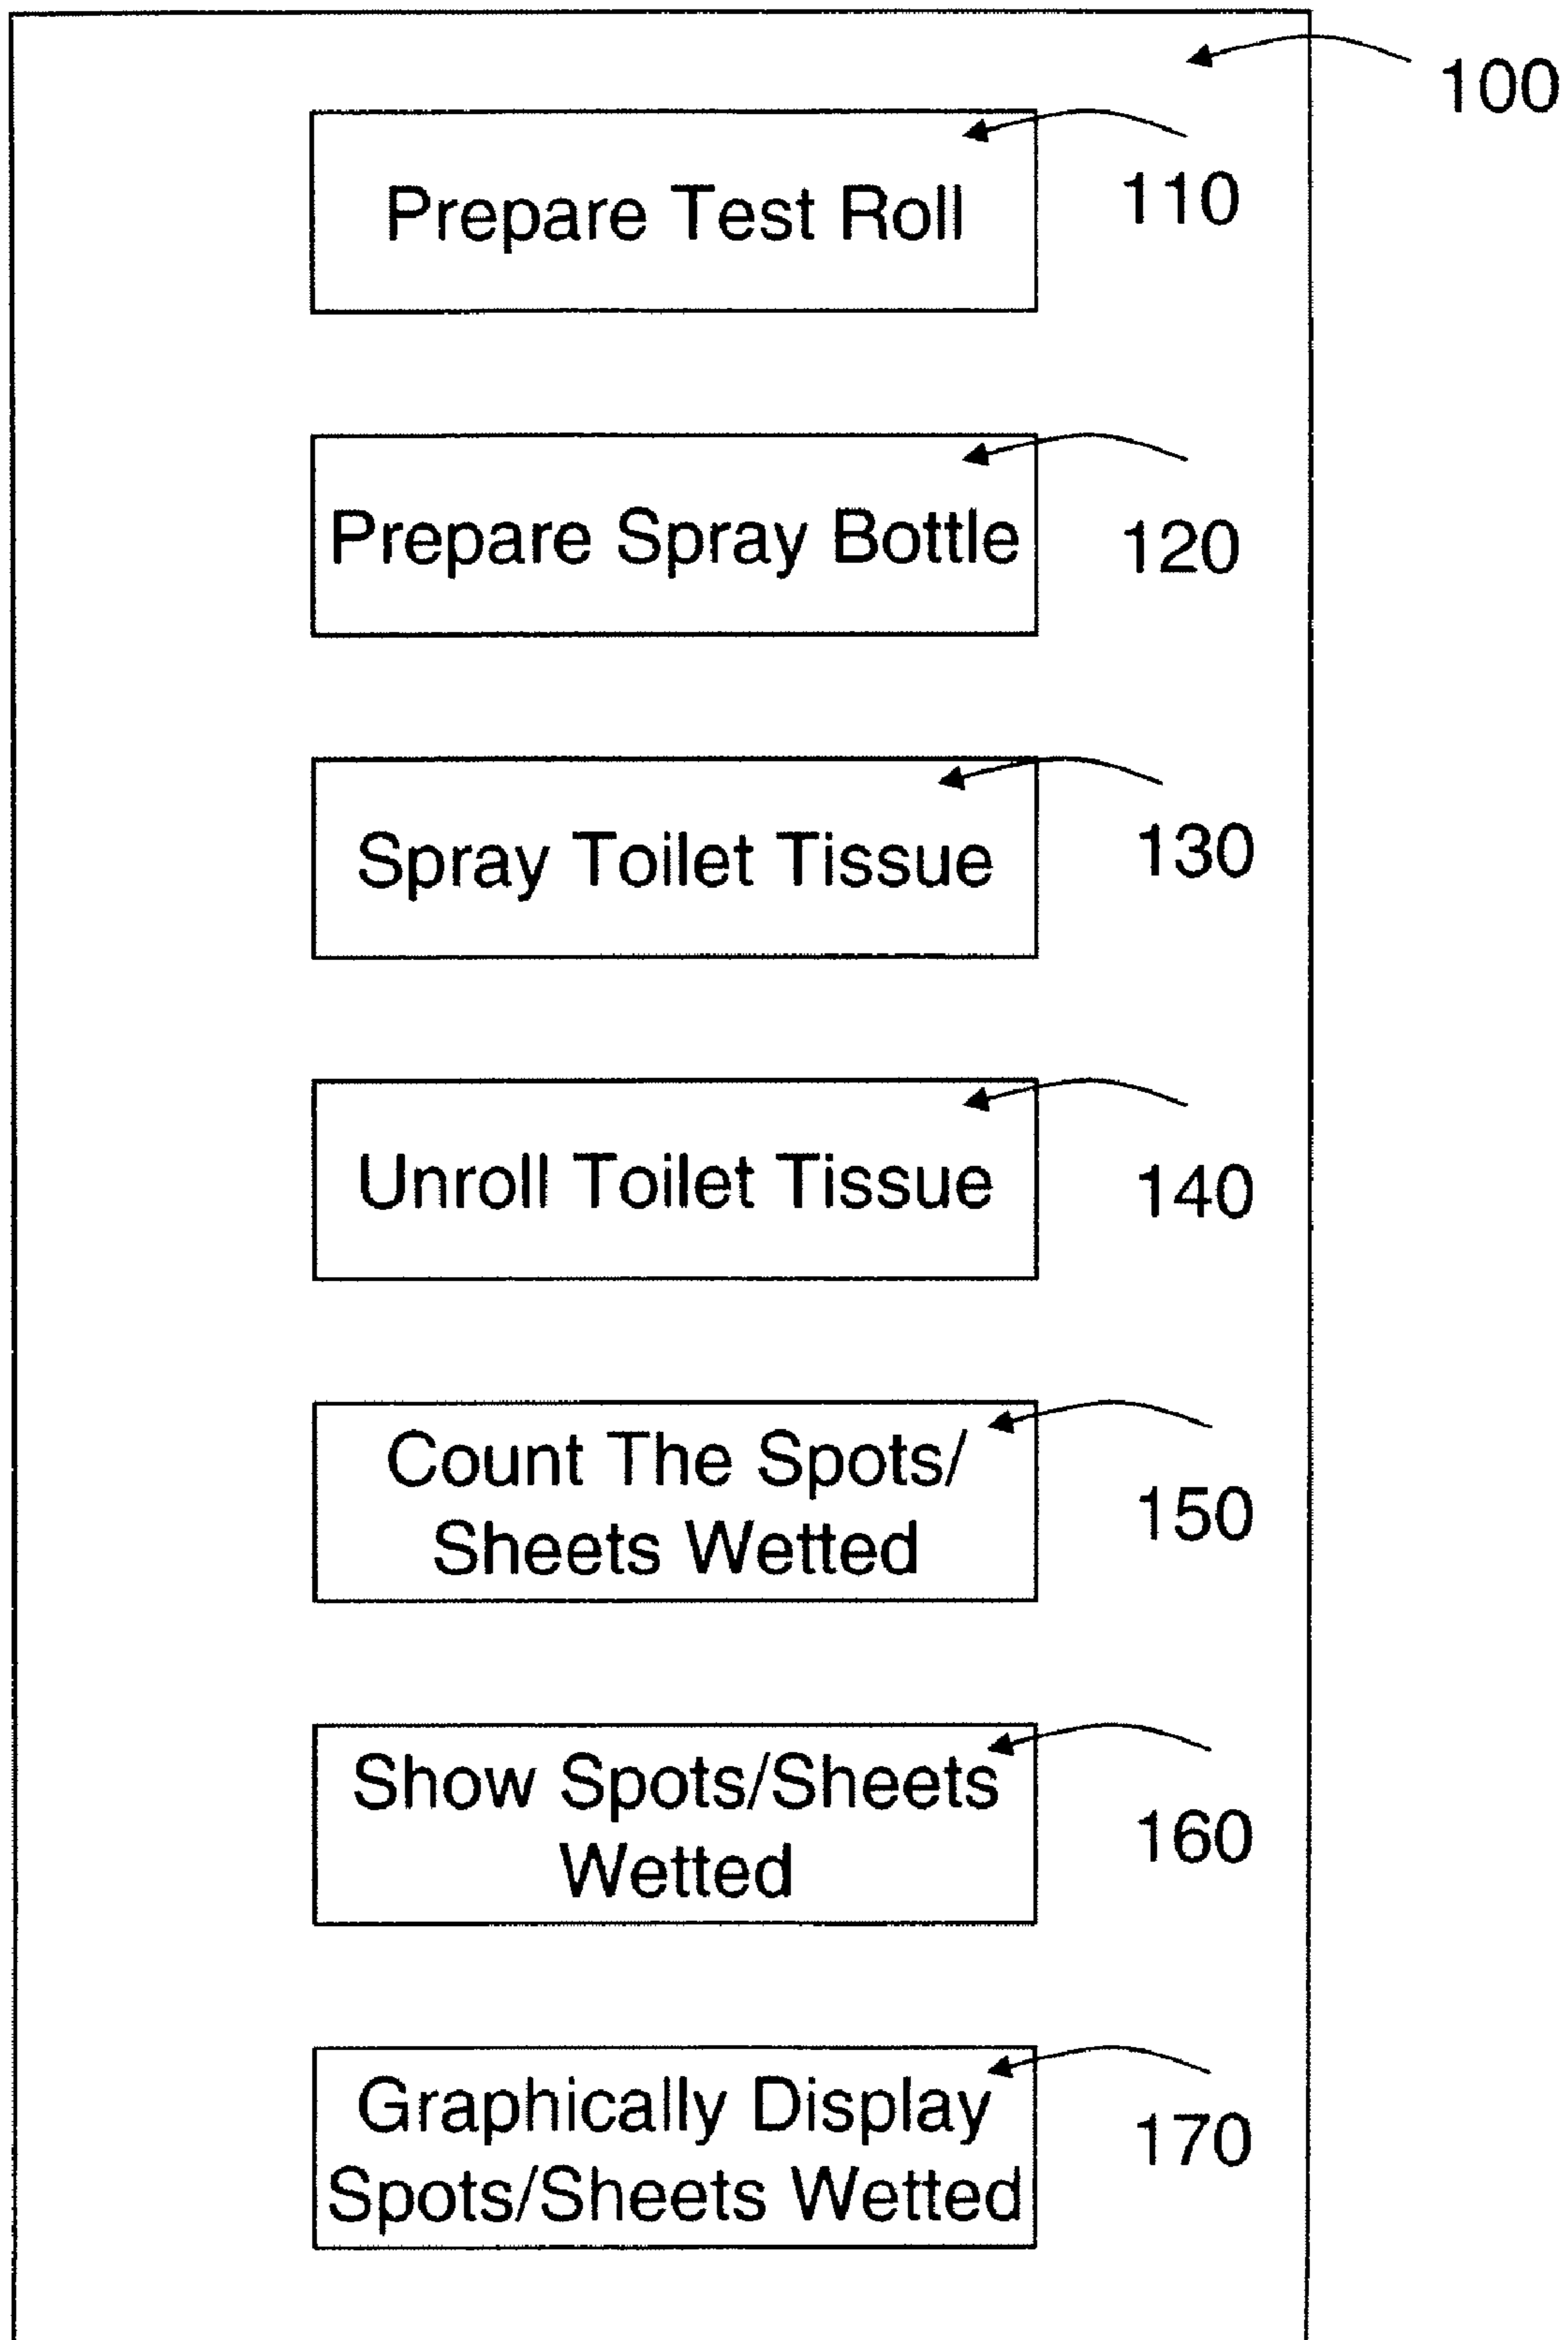 100
Prepare Test Roll
110
Prepare Spray Bottle
120
Spray Toilet Tissue
130
Unroll Toilet Tissue
140
Count The Spots/
Sheets Wetted
150
Show Spots/Sheets
Wetted
160
Graphically Display
Spots/Sheets Wetted
170